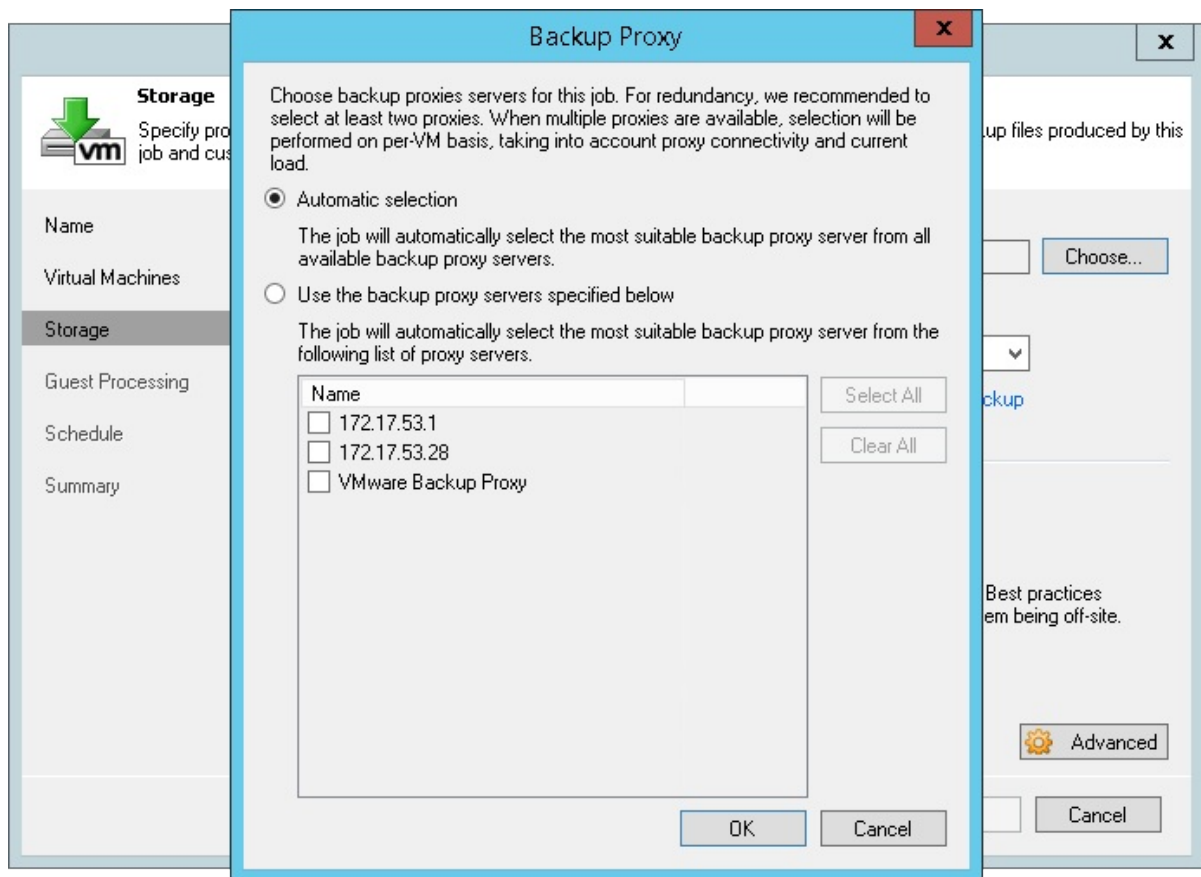 Backup Proxy
x
x
Storage
Specify pro
job and cus
vm
up files produced by this
Choose backup proxies servers for this job. For redundancy, we recommended to
select at least two proxies. When multiple proxies are available, selection will be
performed on per-VM basis, taking into account proxy connectivity and current
load.
Automatic selection
The job will automatically select the most suitable backup proxy server from all
available backup proxy servers.
Use the backup proxy servers specified below
The job will automatically select the most suitable backup proxy server from the
following list of proxy servers.
Name
172.17.53.1
172.17.53.28
VMware Backup Proxy
Select All
Clear All
OK
Cancel
Name
Virtual Machines
Storage
Guest Processing
Schedule
Summary
Choose...
ckup
Best practices
em being off-site.
Advanced
Cancel